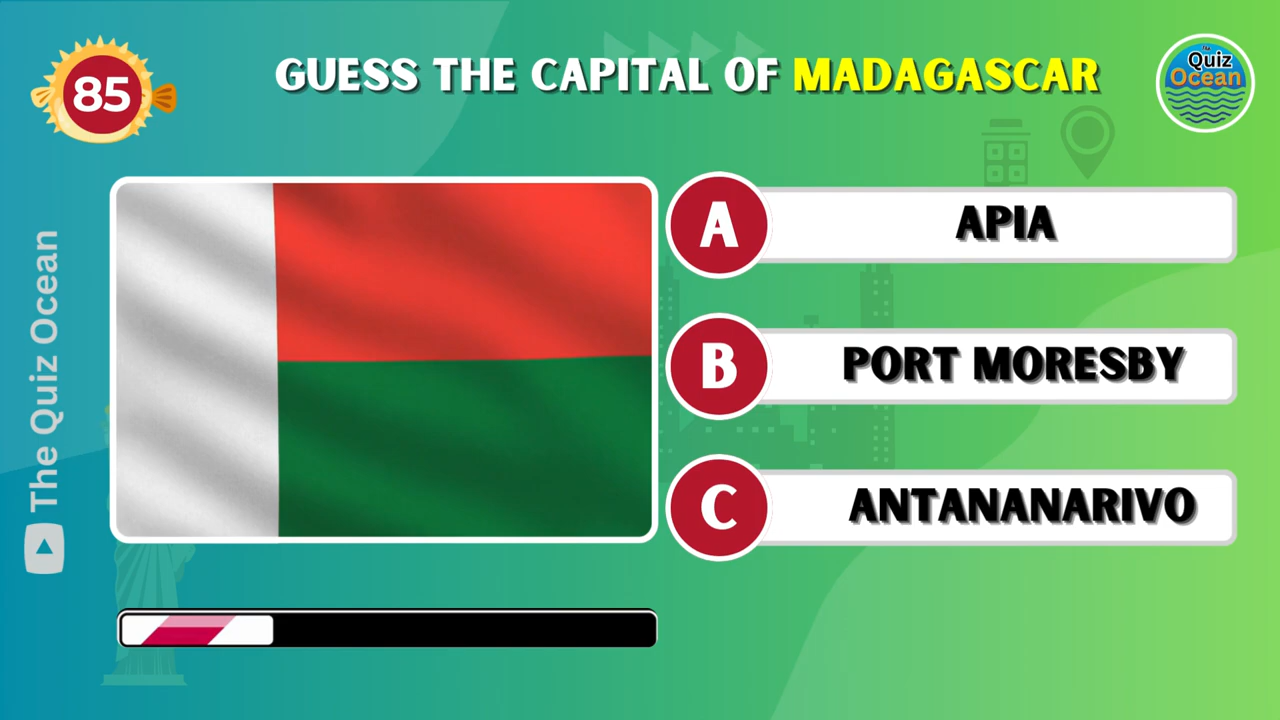 85
GUESS THE CAPITAL OF MADAGASCAR
The
Quiz
Ocean
A
APIA
B
PORT MORESBY
C
ANTANANARIVO
The Quiz Ocean